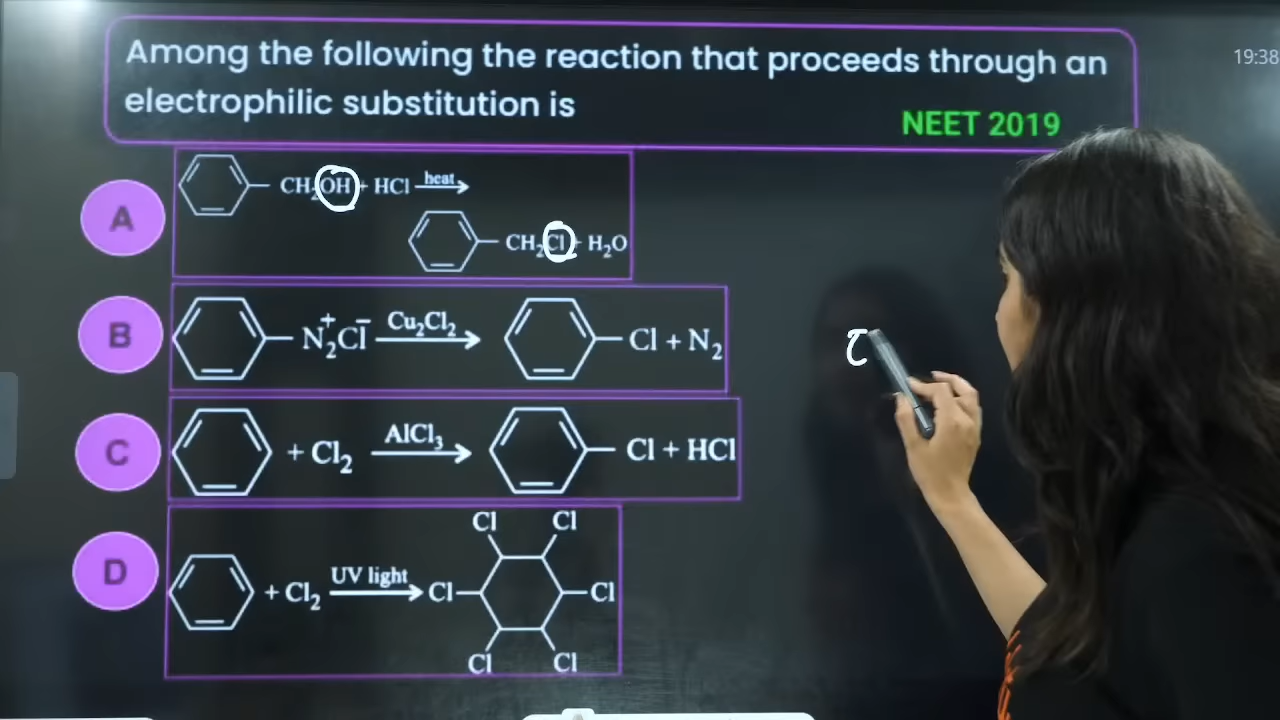 Among the following the reaction that proceeds through an
electrophilic substitution is
NEET 2019
19:38
A
CH₂OH + HCl heat
CH₂Cl + H₂O
B
N₂⁺Cl⁻ Cu₂Cl₂ Cl + N₂
C
+ Cl₂ AlCl₃ Cl + HCl
D
Cl Cl
+ Cl₂ UV light Cl Cl
Cl Cl